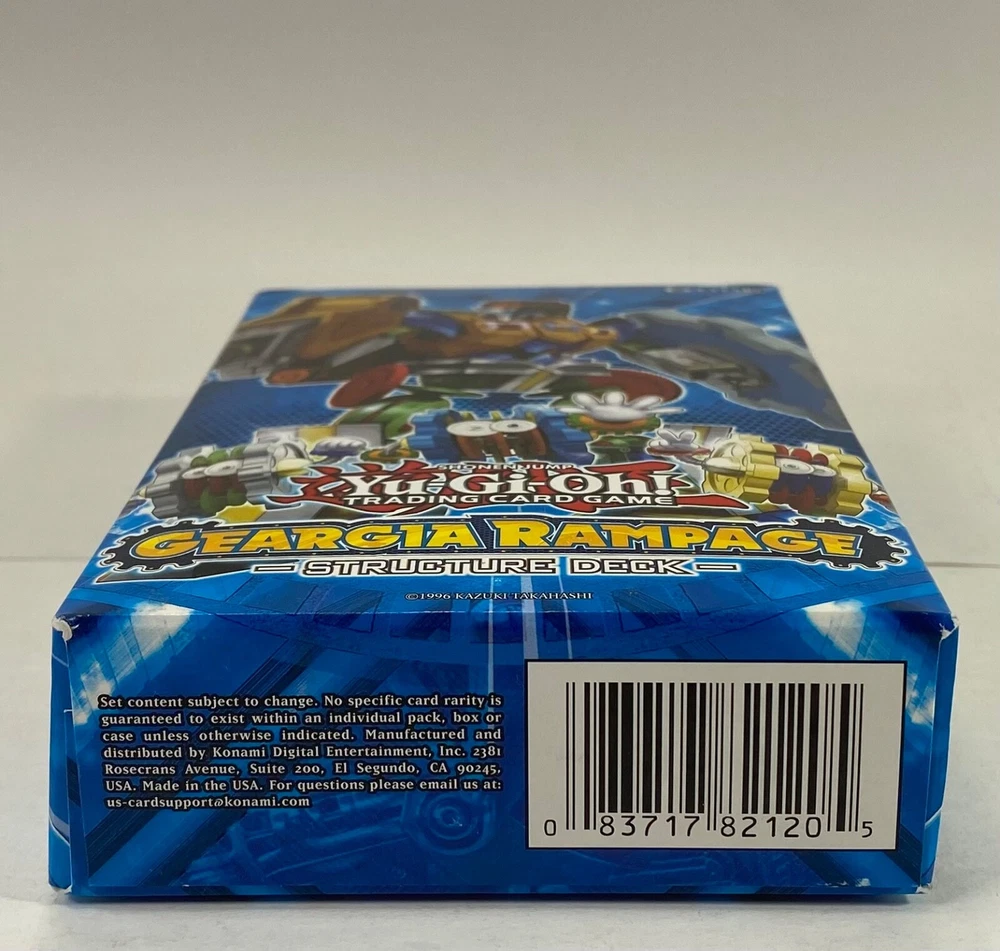 SHONEN JUMP
Yu-Gi-Oh!
TRADING CARD GAME
GEARGIA RAMPAGE
STRUCTURE DECK
©1996 KAZUKI TAKAHASHI
Set content subject to change. No specific card rarity is
guaranteed to exist within an individual pack, box or
case unless otherwise indicated. Manufactured and
distributed by Konami Digital Entertainment, Inc. 2381
Rosecrans Avenue, Suite 200, El Segundo, CA 90245,
USA. Made in the USA. For questions please email us at:
us-cardsupport@konami.com
0 83717 82120 5